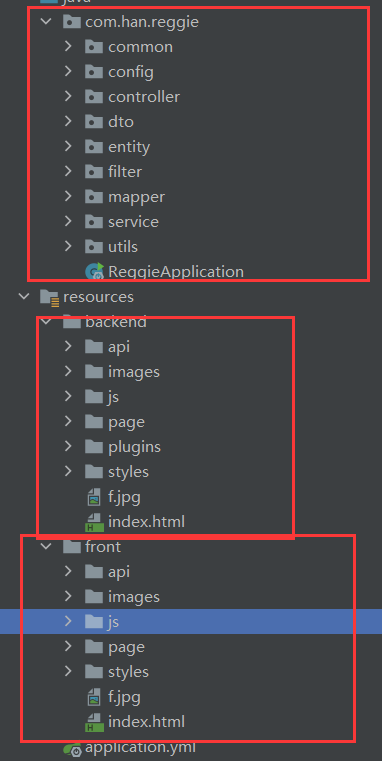 java
com.han.reggie
common
config
controller
dto
entity
filter
mapper
service
utils
ReggieApplication
resources
backend
api
images
js
page
plugins
styles
f.jpg
index.html
front
api
images
js
page
styles
f.jpg
index.html
application.yml